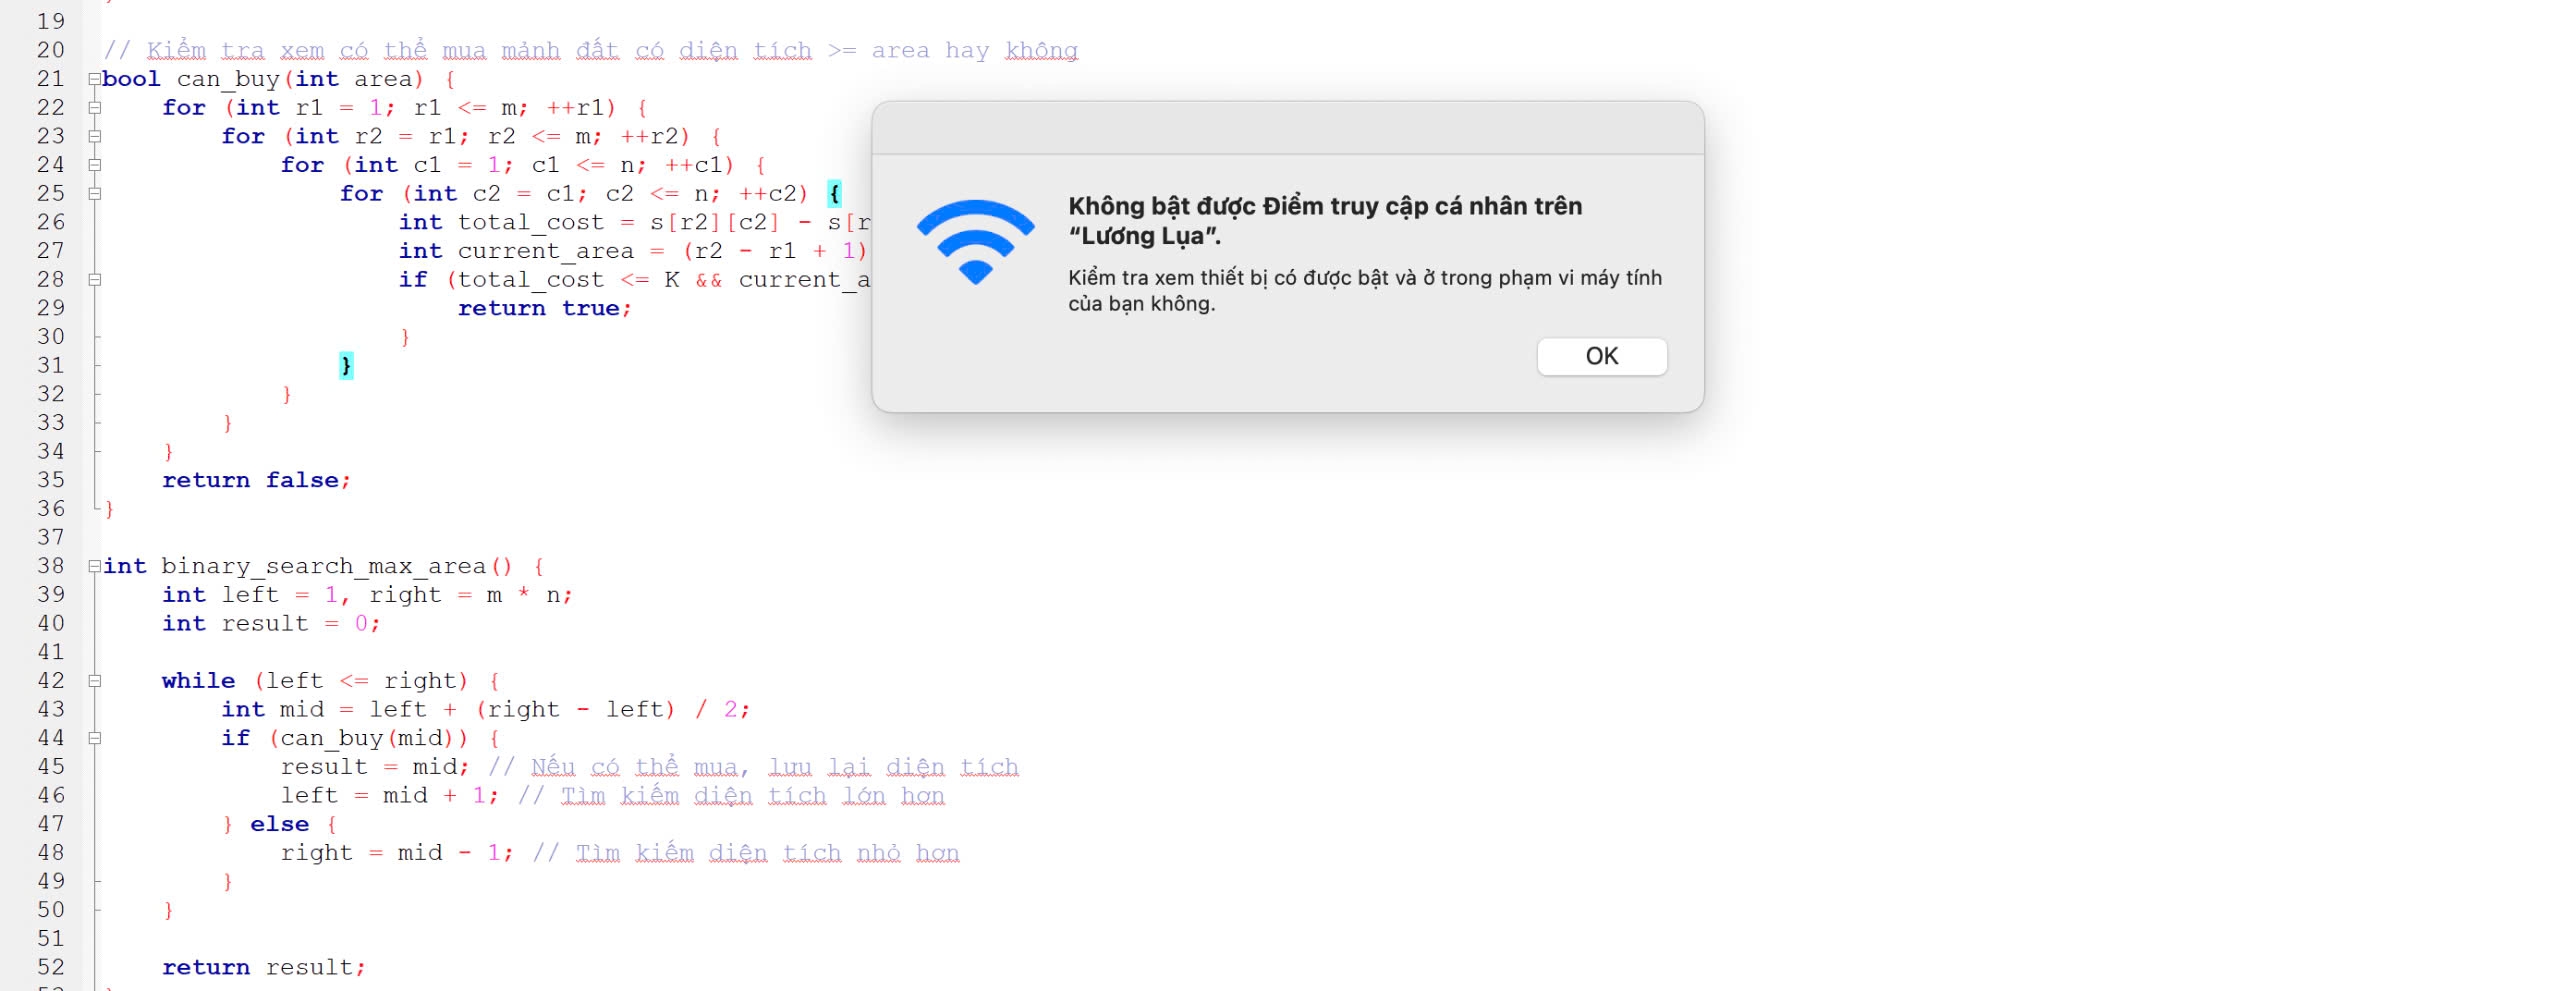 19
20 // Kiểm tra xem có thể mua mảnh đất có diện tích >= area hay không
21 bool can_buy(int area) {
22 for (int r1 = 1; r1 <= m; ++r1) {
23 for (int r2 = r1; r2 <= m; ++r2) {
24 for (int c1 = 1; c1 <= n; ++c1) {
25 for (int c2 = c1; c2 <= n; ++c2) {
26 int total_cost = s[r2][c2] - s[r
27 int current_area = (r2 - r1 + 1)
28 if (total_cost <= K && current_a
29 return true;
30 }
31 }
32 }
33 }
34 }
35 return false;
36 }
37
38 int binary_search_max_area() {
39 int left = 1, right = m * n;
40 int result = 0;
41
42 while (left <= right) {
43 int mid = left + (right - left) / 2;
44 if (can_buy(mid)) {
45 result = mid; // Nếu có thể mua, lưu lại diện tích
46 left = mid + 1; // Tìm kiếm diện tích lớn hơn
47 } else {
48 right = mid - 1; // Tìm kiếm diện tích nhỏ hơn
49 }
50 }
51
52 return result;
Không bật được Điểm truy cập cá nhân trên
“Lương Lụa”.
Kiểm tra xem thiết bị có được bật và ở trong phạm vi máy tính
của bạn không.
OK